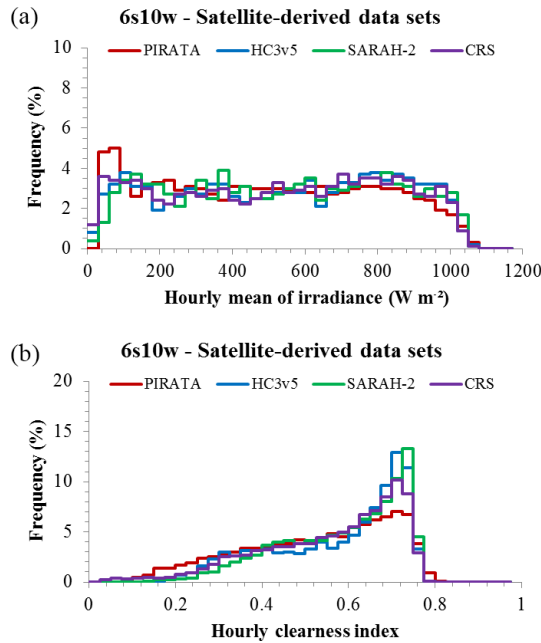 (a)
6s10w - Satellite-derived data sets
PIRATA HC3v5 SARAH-2 CRS
10
8
6
4
2
0
Frequency (%)
0 200 400 600 800 1000 1200
Hourly mean of irradiance (W m-²)
(b)
6s10w - Satellite-derived data sets
PIRATA HC3v5 SARAH-2 CRS
20
15
10
5
0
Frequency (%)
0 0.2 0.4 0.6 0.8 1
Hourly clearness index